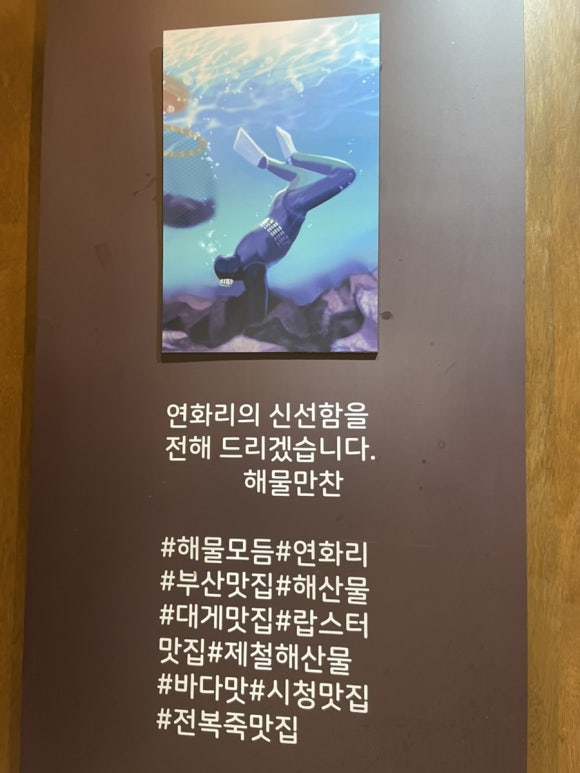 연화리의 신선함을
전해 드리겠습니다.
해물만찬
#해물모듬#연화리
#부산맛집#해산물
#대게맛집#랍스터
맛집#제철해산물
#바다맛#시청맛집
#전복죽맛집